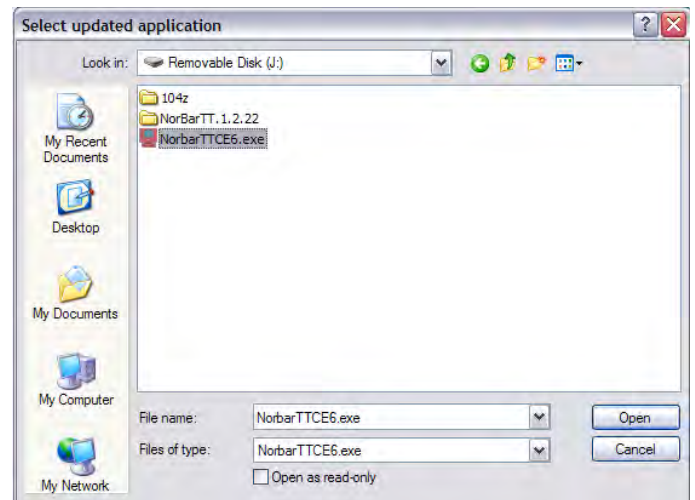 Select updated application
Look in:
Removable Disk (J:)
My Recent
Documents
Desktop
My Documents
My Computer
My Network
104z
NorBarTT.1.2.22
NorbarTTCE6.exe
File name:
NorbarTTCE6.exe
Open
Files of type:
NorbarTTCE6.exe
Cancel
Open as read-only